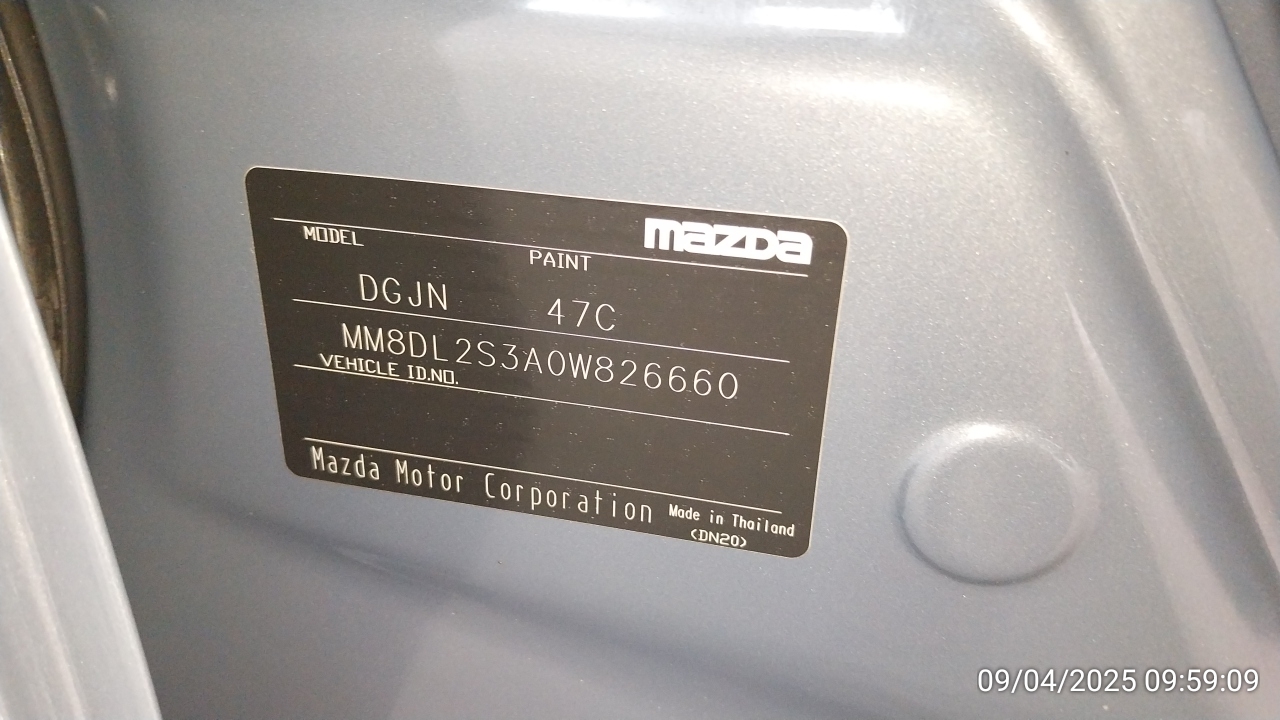 mazda
MODEL
PAINT
DGJN 47C
MM8DL2S3A0W826660
VEHICLE ID.NO.
Mazda Motor Corporation Made in Thailand
(DN20)
09/04/2025 09:59:09